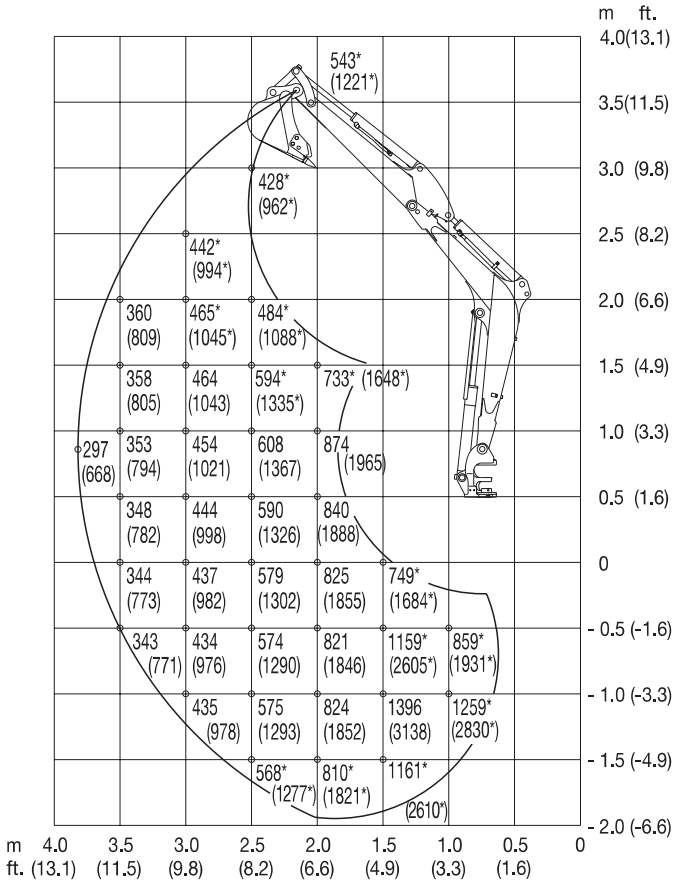 m ft.
4.0(13.1)
543*
(1221*)
3.5(11.5)
3.0 (9.8)
428*
(962*)
2.5 (8.2)
442*
(994*)
2.0 (6.6)
360 465* 484*
(809) (1045*) (1088*)
1.5 (4.9)
358 464 594* 733* (1648*)
(805) (1043) (1335*)
1.0 (3.3)
297 353 454 608 874
(668) (794) (1021) (1367) (1965)
0.5 (1.6)
348 444 590 840
(782) (998) (1326) (1888)
0
344 437 579 825 749*
(773) (982) (1302) (1855) (1684*)
- 0.5 (-1.6)
343 434 574 821 1159* 859*
(771) (976) (1290) (1846) (2605*) (1931*)
- 1.0 (-3.3)
435 575 824 1396 1259*
(978) (1293) (1852) (3138) (2830*)
- 1.5 (-4.9)
568* 810* 1161*
(1277*) (1821*) (2610*)
- 2.0 (-6.6)
m 4.0 3.5 3.0 2.5 2.0 1.5 1.0 0.5 0
ft. (13.1) (11.5) (9.8) (8.2) (6.6) (4.9) (3.3) (1.6)